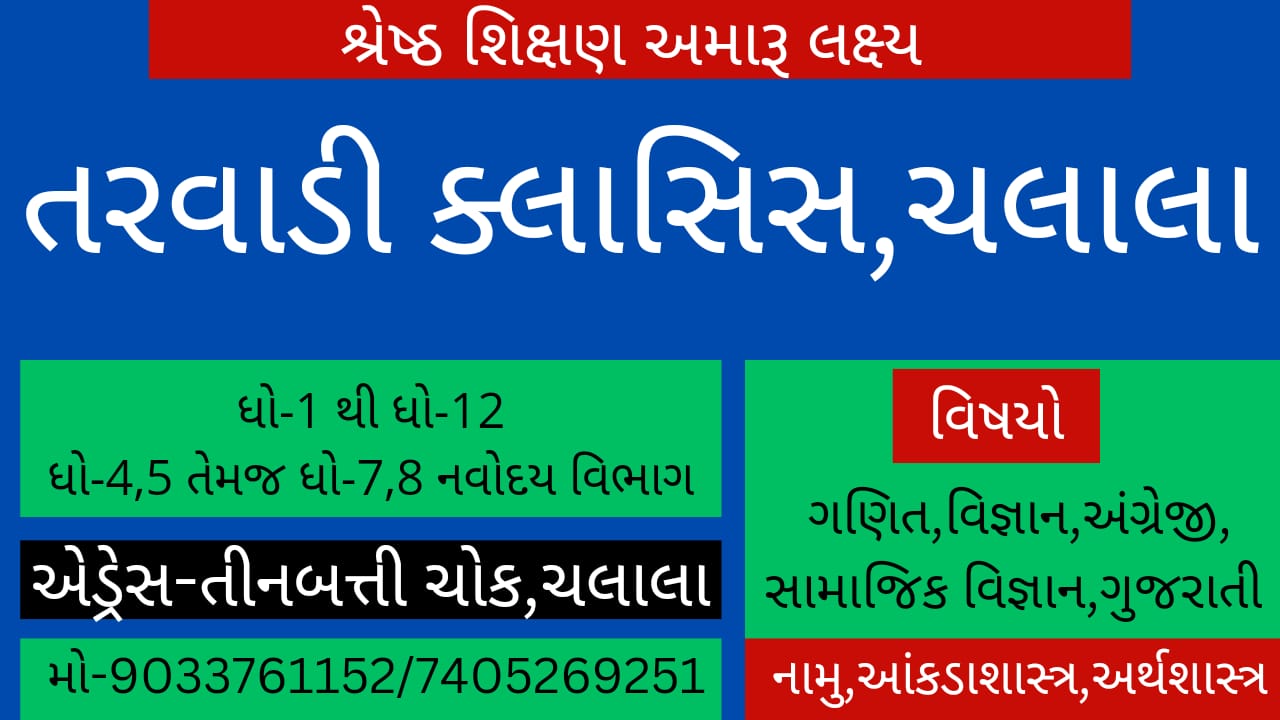 શ્રેષ્ઠ શિક્ષણ અમારૂ લક્ષ્ય
તરવાડી ક્લાસિસ,ચલાલા
ધો-1 થી ધો-12
ધો-4,5 તેમજ ધો-7,8 નવોદય વિભાગ
એડ્રેસ-તીનબત્તી ચોક,ચલાલા
મો-9033761152/7405269251
વિષયો
ગણિત,વિજ્ઞાન,અંગ્રેજી,
સામાજિક વિજ્ઞાન,ગુજરાતી
નામુ,આંકડાશાસ્ત્ર,અર્થશાસ્ત્ર